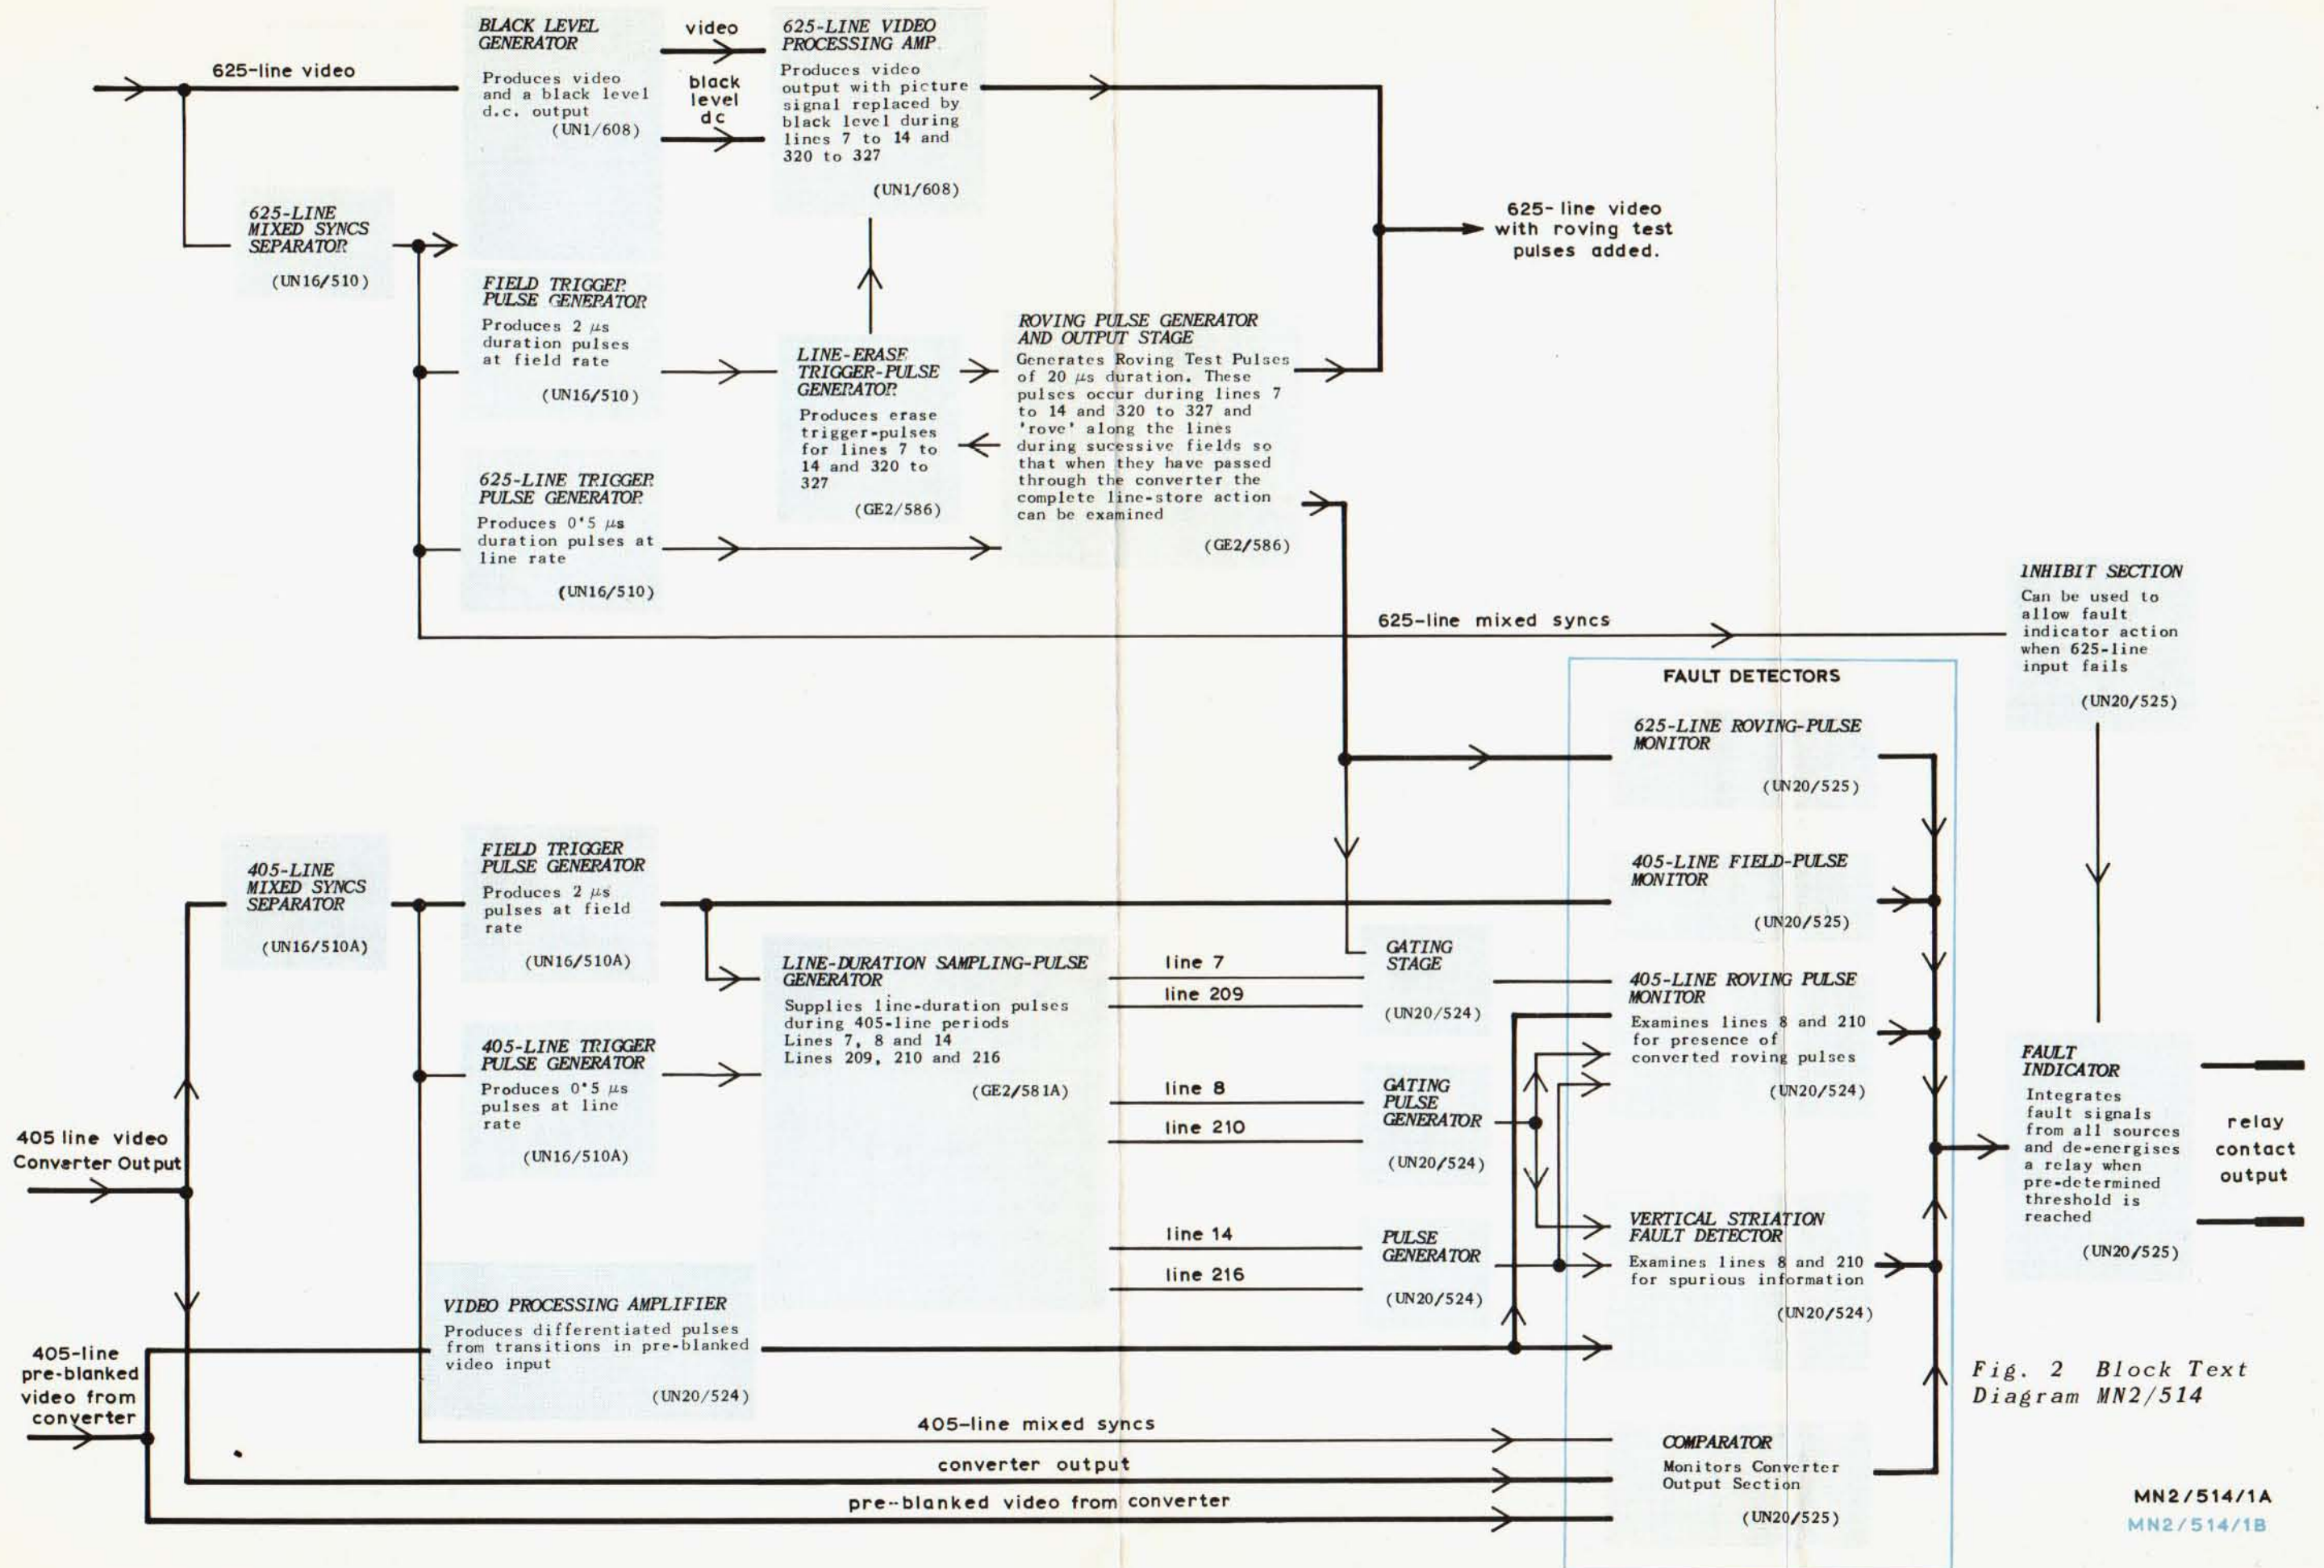 625-line video
BLACK LEVEL
GENERATOR
Produces video
and a black level
d.c. output
(UN1/608)
video
black
level
dc
625-LINE VIDEO
PROCESSING AMP.
Produces video
output with picture
signal replaced by
black level during
lines 7 to 14 and
320 to 327
(UN1/608)
625-LINE
MIXED SYNCS
SEPARATOR
(UN16/510)
625-line video
with roving test
pulses added.
FIELD TRIGGER
PULSE GENERATOR
Produces 2 μs
duration pulses
at field rate
(UN16/510)
LINE-ERASE
TRIGGER-PULSE
GENERATOR
Produces erase
trigger-pulses
for lines 7 to
14 and 320 to
327
(GE2/586)
ROVING PULSE GENERATOR
AND OUTPUT STAGE
Generates Roving Test Pulses
of 20 μs duration. These
pulses occur during lines 7
to 14 and 320 to 327 and
'rove' along the lines
during sucessive fields so
that when they have passed
through the converter the
complete line-store action
can be examined
(GE2/586)
625-LINE TRIGGER
PULSE GENERATOR
Produces 0·5 μs
duration pulses at
line rate
(UN16/510)
625-line mixed syncs
INHIBIT SECTION
Can be used to
allow fault
indicator action
when 625-line
input fails
(UN20/525)
FAULT DETECTORS
625-LINE ROVING-PULSE
MONITOR
(UN20/525)
405-LINE FIELD-PULSE
MONITOR
(UN20/525)
405-LINE
MIXED SYNCS
SEPARATOR
(UN16/510A)
FIELD TRIGGER
PULSE GENERATOR
Produces 2 μs
pulses at field
rate
(UN16/510A)
405-LINE TRIGGER
PULSE GENERATOR
Produces 0·5 μs
pulses at line
rate
(UN16/510A)
LINE-DURATION SAMPLING-PULSE
GENERATOR
Supplies line-duration pulses
during 405-line periods
Lines 7, 8 and 14
Lines 209, 210 and 216
(GE2/581A)
line 7
line 209
GATING
STAGE
(UN20/524)
405-LINE ROVING PULSE
MONITOR
Examines lines 8 and 210
for presence of
converted roving pulses
(UN20/524)
line 8
line 210
GATING
PULSE
GENERATOR
(UN20/524)
line 14
line 216
PULSE
GENERATOR
(UN20/524)
VERTICAL STRIATION
FAULT DETECTOR
Examines lines 8 and 210
for spurious information
(UN20/524)
FAULT
INDICATOR
Integrates
fault signals
from all sources
and de-energises
a relay when
pre-determined
threshold is
reached
(UN20/525)
relay
contact
output
405 line video
Converter Output
VIDEO PROCESSING AMPLIFIER
Produces differentiated pulses
from transitions in pre-blanked
video input
(UN20/524)
405-line
pre-blanked
video from
converter
405-line mixed syncs
converter output
pre-blanked video from converter
COMPARATOR
Monitors Converter
Output Section
(UN20/525)
Fig. 2 Block Text
Diagram MN2/514
MN2/514/1A
MN2/514/1B